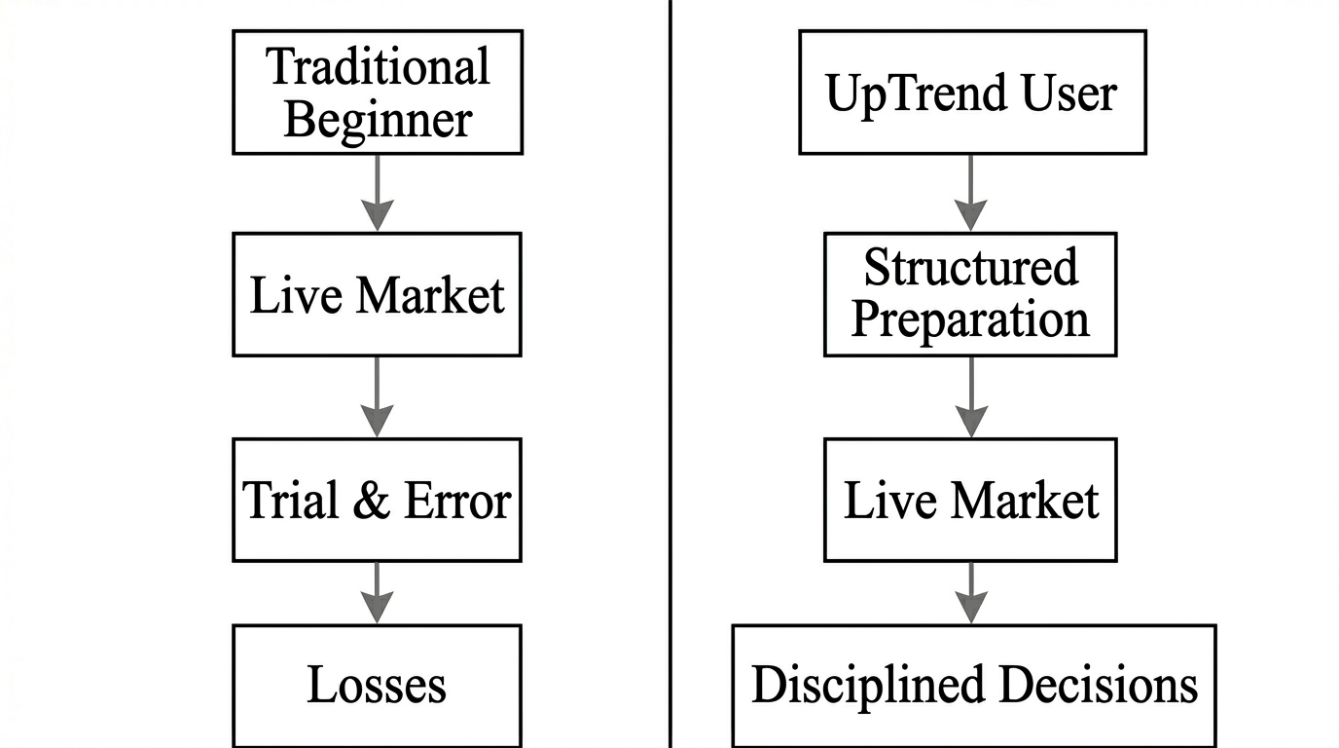 Traditional
Beginner
Live Market
Trial & Error
Losses
UpTrend User
Structured
Preparation
Live Market
Disciplined Decisions